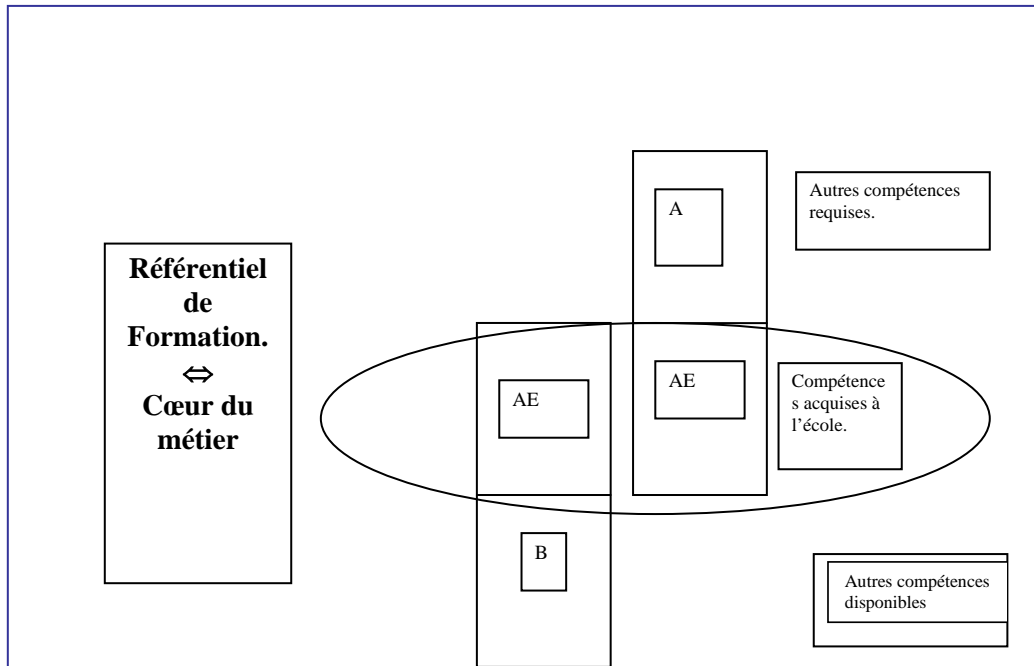 Référentiel
de
Formation.
⇔
Cœur du
métier
A
Autres compétences
requises.
AE
AE
Compétence
s acquises à
l'école.
B
Autres compétences
disponibles